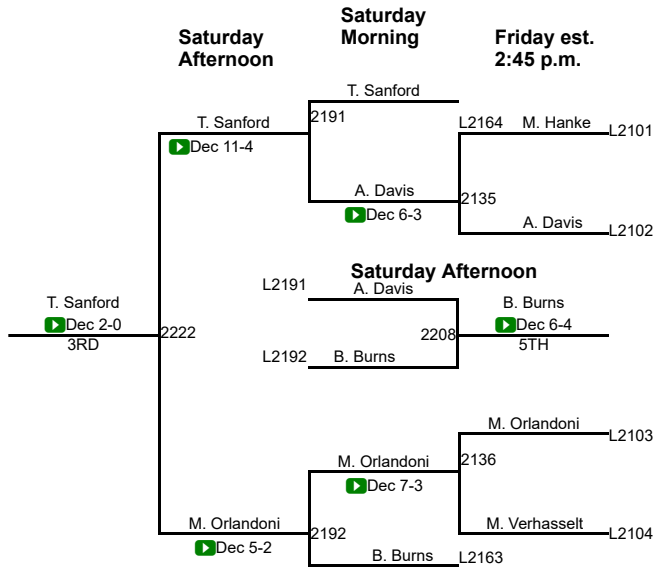 Saturday
Afternoon
Saturday
Morning
Friday est.
2:45 p.m.
T. Sanford
2191
T. Sanford
Dec 11-4
L2164
M. Hanke
L2101
A. Davis
Dec 6-3
2135
A. Davis
L2102
Saturday Afternoon
L2191
A. Davis
T. Sanford
Dec 2-0
3RD
2222
2208
B. Burns
Dec 6-4
5TH
L2192
B. Burns
M. Orlandoni
L2103
M. Orlandoni
Dec 7-3
2136
M. Orlandoni
Dec 5-2
2192
M. Verhasselt
L2104
B. Burns
L2163